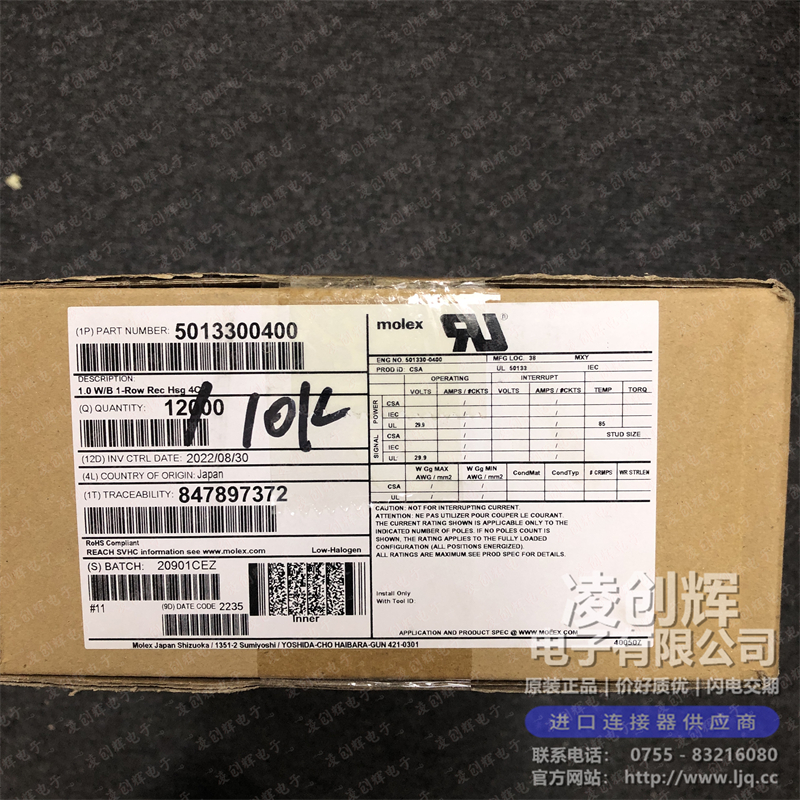 (1P) PART NUMBER: 5013300400
DESCRIPTION:
1.0 W/B 1-Row Rec Hsg 4C
(Q) QUANTITY: 12000
10K
(12D) INV CTRL DATE: 2022/08/30
(4L) COUNTRY OF ORIGIN: Japan
(1T) TRACEABILITY: 847897372
RoHS Compliant
REACH SVHC information see www.molex.com Low-Halogen
(S) BATCH: 20901CEZ
#11 (9D) DATE CODE 2235
Inner
Molex Japan Shizuoka / 1351-2 Sumiyoshi / YOSHIDA-CHO HAIBARA-GUN 421-0301
molex
ENG NO. 501330-0400 MFG LOC. 38 MXY
PROD ID: CSA UL 50133 IEC
OPERATING INTERRUPT
VOLTS AMPS / #CKTS VOLTS AMPS / #CKTS TEMP TORQ
POWER
CSA / /
IEC / /
UL 29.9 / / 85
SIGNAL
CSA / / STUD SIZE
IEC / /
UL 29.9 / /
W Gg MAX AWG / mm2 W Gg MIN AWG / mm2 CondMat CondTyp # CRMPS WR STRLEN
CSA / /
UL / /
CAUTION: NOT FOR INTERRUPTING CURRENT.
ATTENTION: NE PAS UTILIZER POUR COUPER LE COURANT.
THE CURRENT RATING SHOWN IS APPLICABLE ONLY TO THE
INDICATED NUMBER OF POLES. IF NO POLES COUNT IS
SHOWN, THE RATING APPLIES TO THE FULLY LOADED
CONFIGURATION (ALL POSITIONS ENERGIZED).
ALL RATINGS ARE MAXIMUM.SEE PROD SPEC FOR DETAILS.
Install Only
With Tool ID:
APPLICATION AND PRODUCT SPEC @ WWW.MOLEX.COM
40050Z
凌创辉
电子有限公司
原装正品|价好质优|闪电交期
进口连接器供应商
联系电话： 0755 - 83216080
官方网站： http://www.ljq.cc